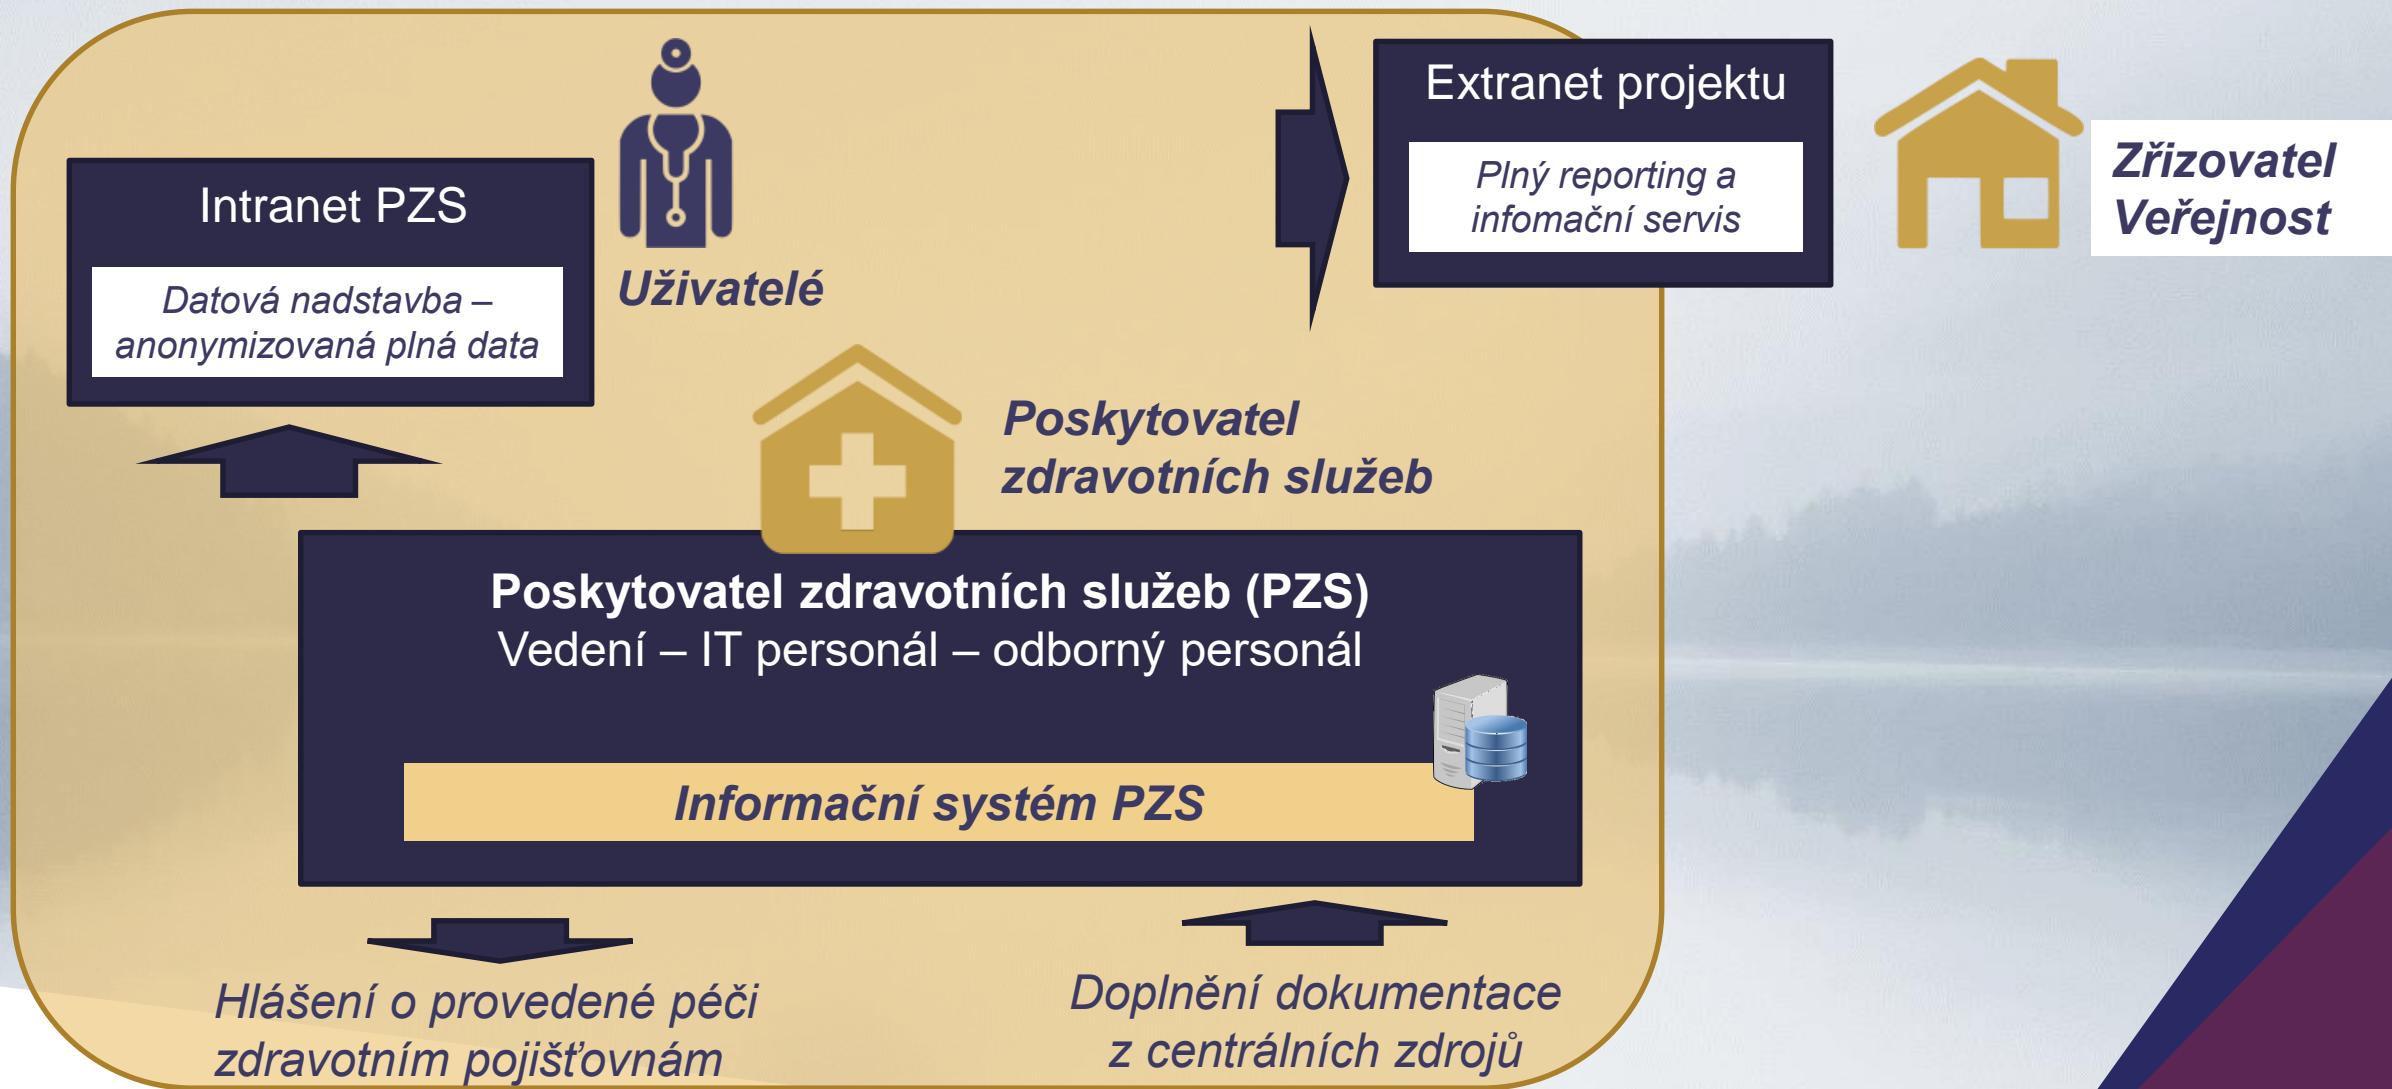 Extranet projektu
Plný reporting a
infomační servis
Zřizovatel
Veřejnost
Intranet PZS
Datová nadstavba –
anonymizovaná plná data
Uživatelé
Poskytovatel
zdravotních služeb
Poskytovatel zdravotních služeb (PZS)
Vedení – IT personál – odborný personál
Informační systém PZS
Hlášení o provedené péči
zdravotním pojišťovnám
Doplnění dokumentace
z centrálních zdrojů